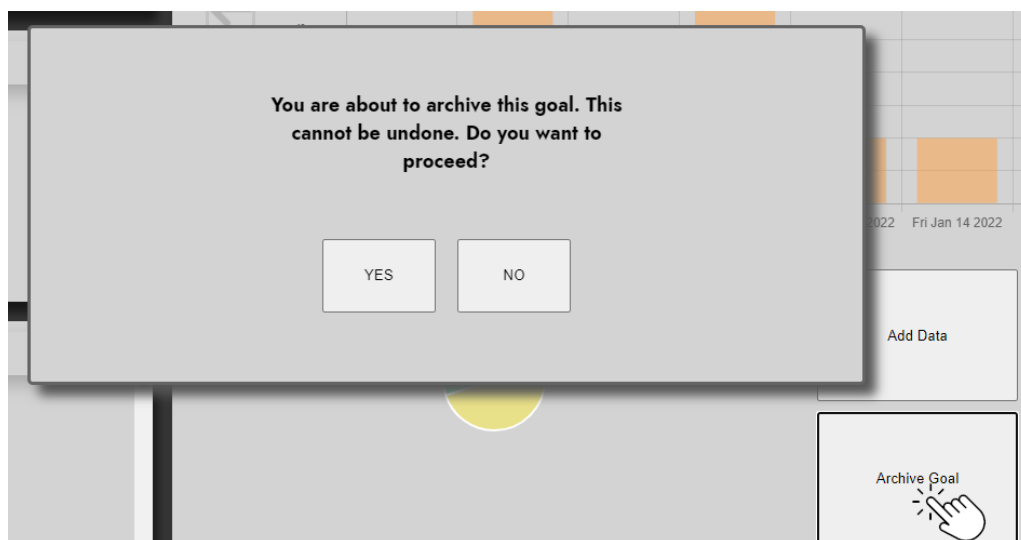 You are about to archive this goal. This
cannot be undone. Do you want to
proceed?
YES
NO
2022
Fri Jan 14 2022
Add Data
Archive Goal